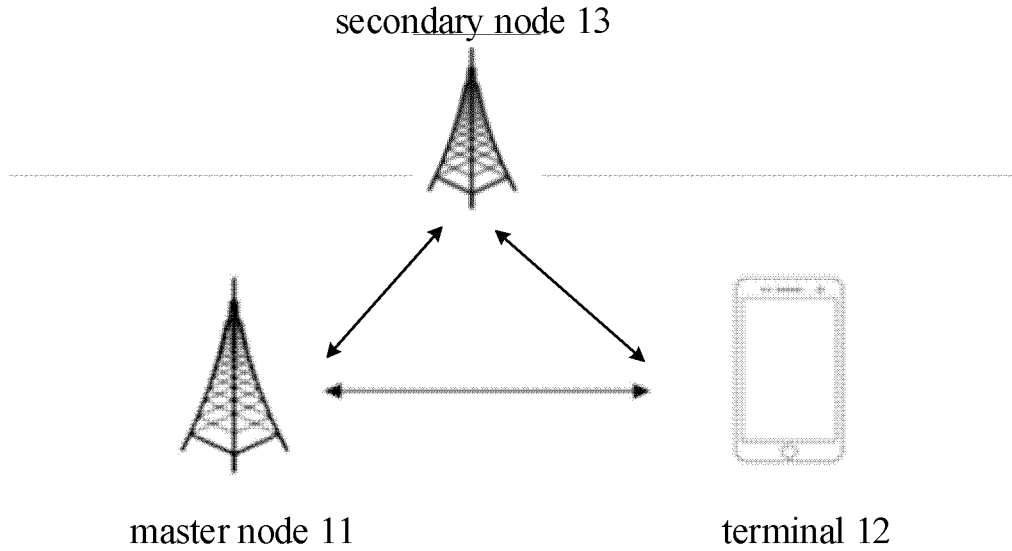 secondary node 13
master node 11
terminal 12